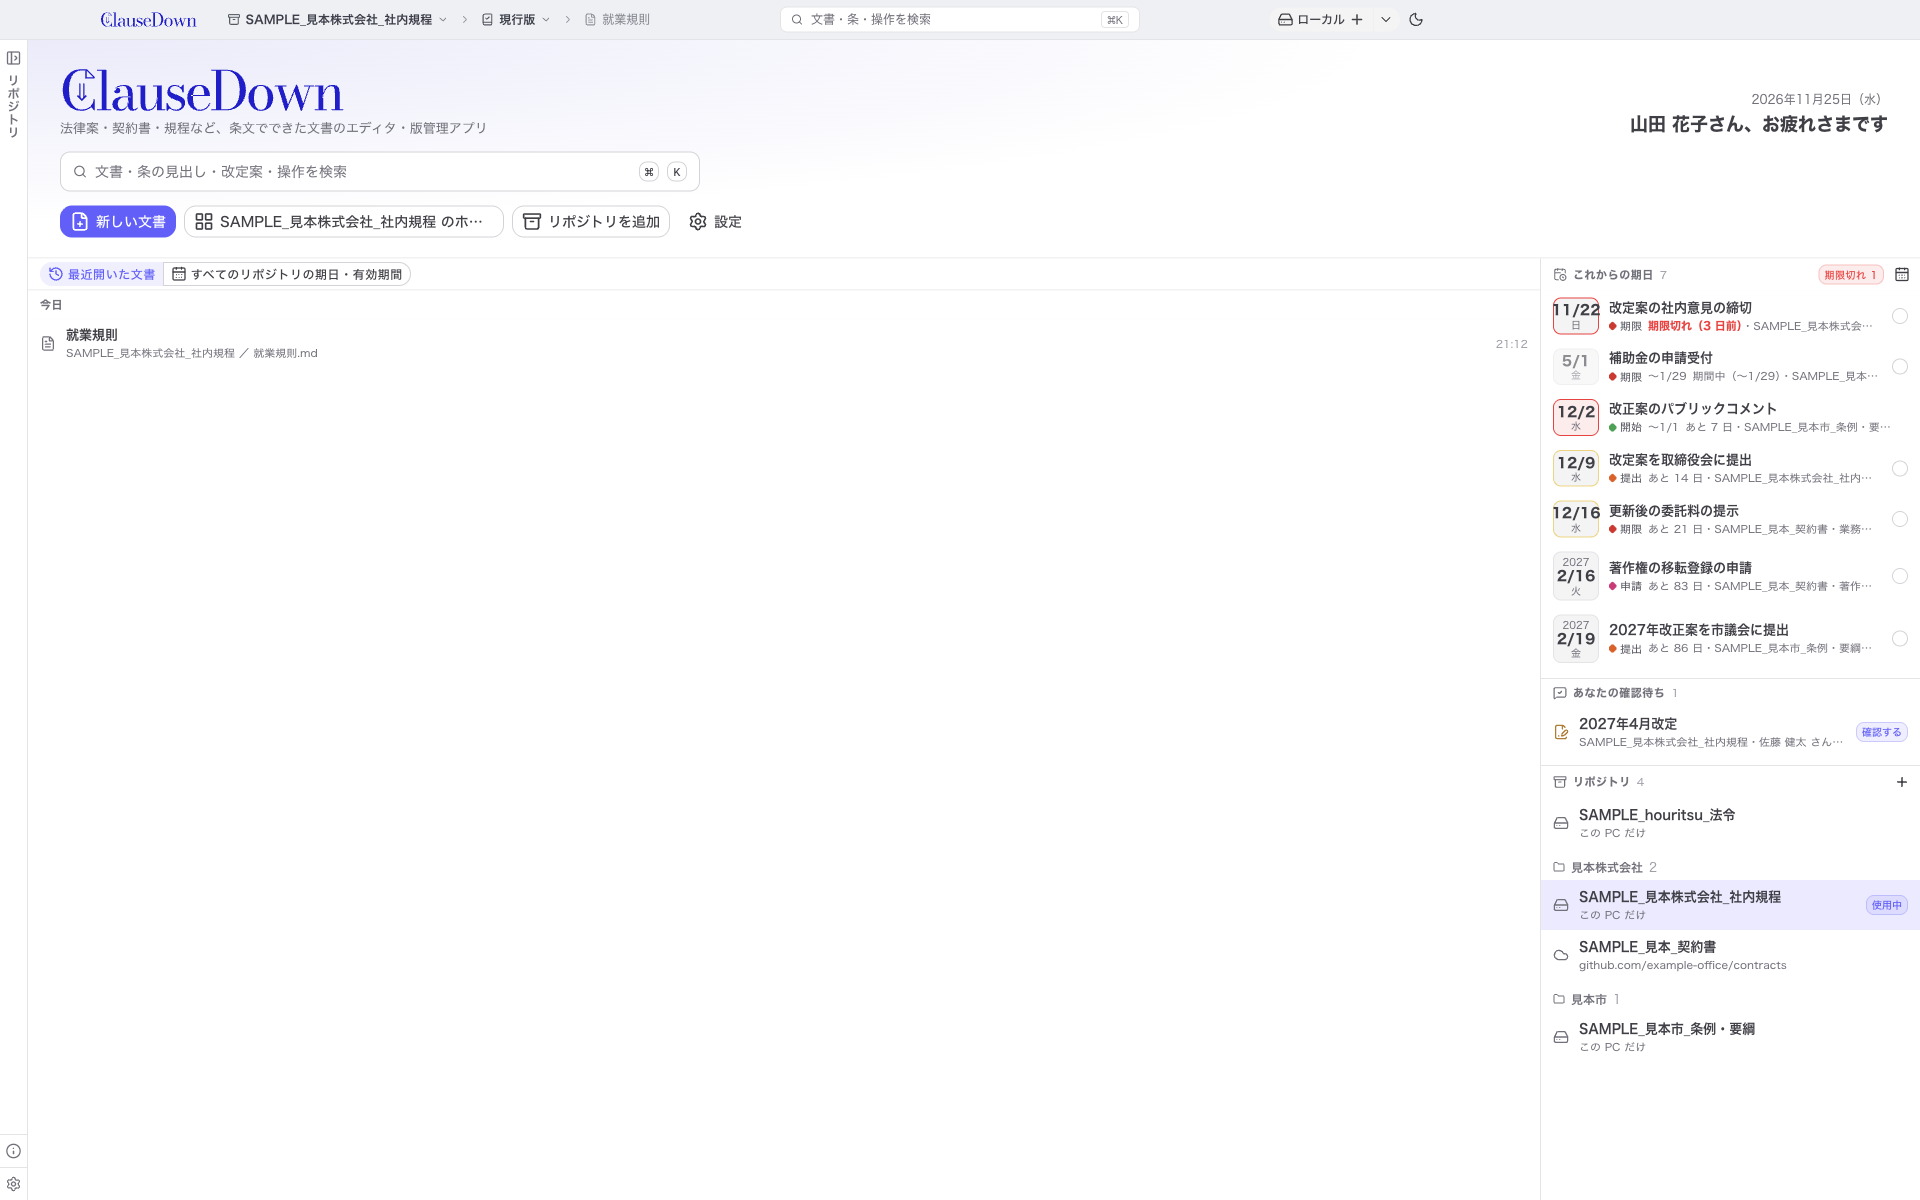 ClauseDown
SAMPLE_見本株式会社_社内規程
現行版
就業規則
文書・条・操作を検索
⌘K
ローカル
リポジトリ
ClauseDown
法律案・契約書・規程など、条文でできた文書のエディタ・版管理アプリ
2026年11月25日（水）
山田 花子さん、お疲れさまです
文書・条の見出し・改定案・操作を検索
⌘ K
新しい文書
SAMPLE_見本株式会社_社内規程 のホ…
リポジトリを追加
設定
最近開いた文書
すべてのリポジトリの期日・有効期間
今日
就業規則
SAMPLE_見本株式会社_社内規程 ／ 就業規則.md
21:12
これからの期日 7
期限切れ 1
11/22
日
改定案の社内意見の締切
期限 期限切れ（3 日前）・SAMPLE_見本株式会…
5/1
金
補助金の申請受付
期限 〜1/29 期間中（〜1/29）・SAMPLE_見本…
12/2
水
改正案のパブリックコメント
開始 〜1/1 あと 7 日・SAMPLE_見本市_条例・要…
12/9
水
改定案を取締役会に提出
提出 あと 14 日・SAMPLE_見本株式会社_社内…
12/16
水
更新後の委託料の提示
期限 あと 21 日・SAMPLE_見本_契約書・業務…
2027
2/16
火
著作権の移転登録の申請
申請 あと 83 日・SAMPLE_見本_契約書・著作…
2027
2/19
金
2027年改正案を市議会に提出
提出 あと 86 日・SAMPLE_見本市_条例・要綱…
あなたの確認待ち 1
2027年4月改定
SAMPLE_見本株式会社_社内規程・佐藤 健太 さん…
確認する
リポジトリ 4
SAMPLE_houritsu_法令
この PC だけ
見本株式会社 2
SAMPLE_見本株式会社_社内規程
この PC だけ
使用中
SAMPLE_見本_契約書
github.com/example-office/contracts
見本市 1
SAMPLE_見本市_条例・要綱
この PC だけ